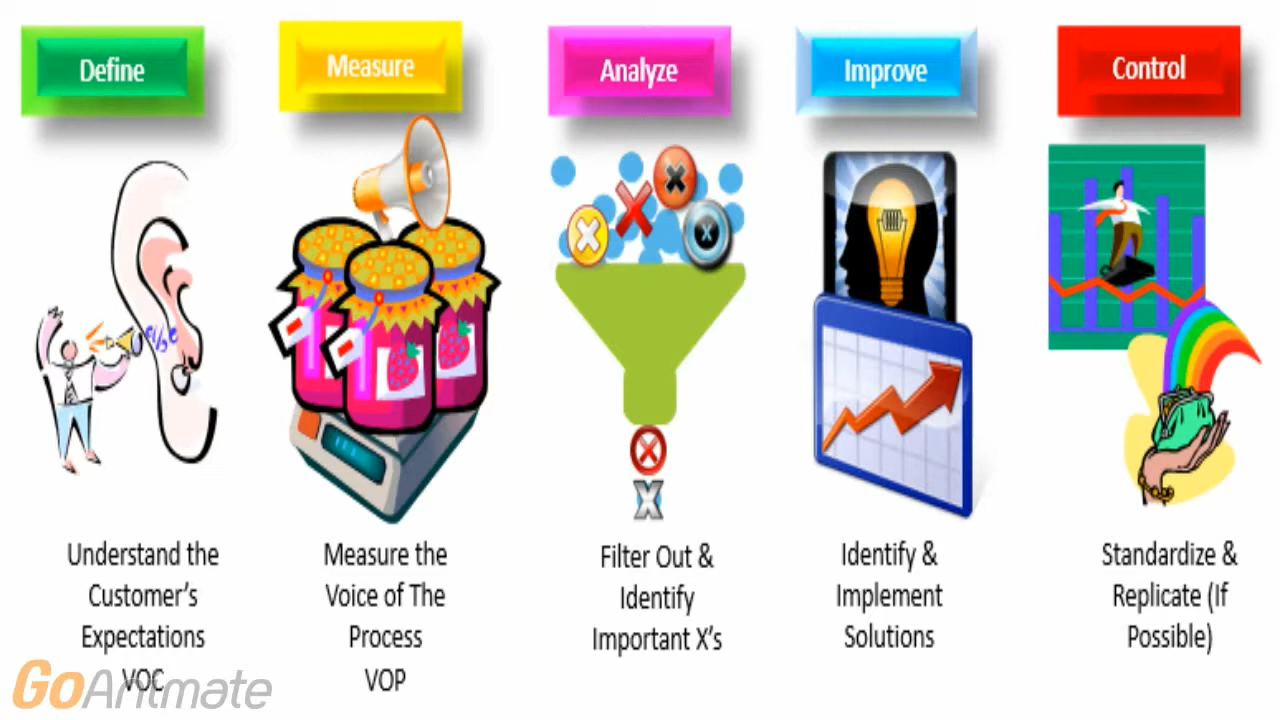 Define
Measure
Analyze
Improve
Control
Understand the
Customer's
Expectations
VOC
Measure the
Voice of The
Process
VOP
Filter Out &
Identify
Important X's
Identify &
Implement
Solutions
Standardize &
Replicate (If
Possible)
GoAnimate